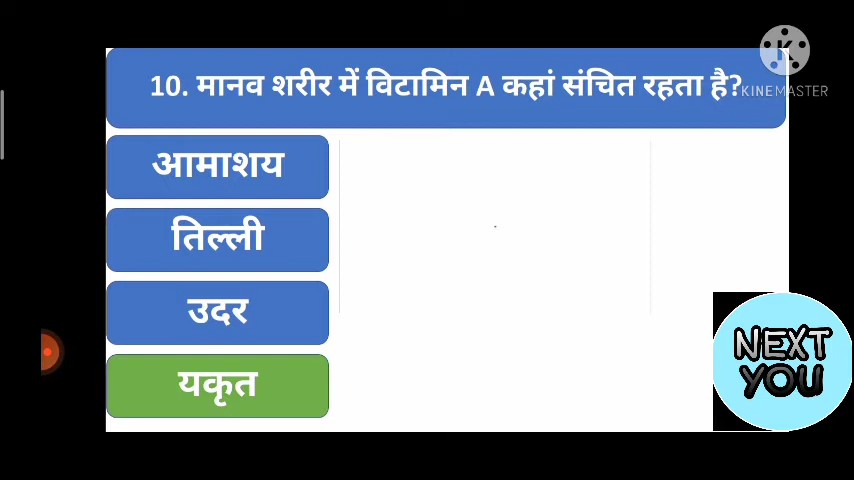 10. मानव शरीर में विटामिन A कहां संचित रहता है?
KINEMASTER
आमाशय
तिल्ली
उदर
यकृत
NEXT
YOU